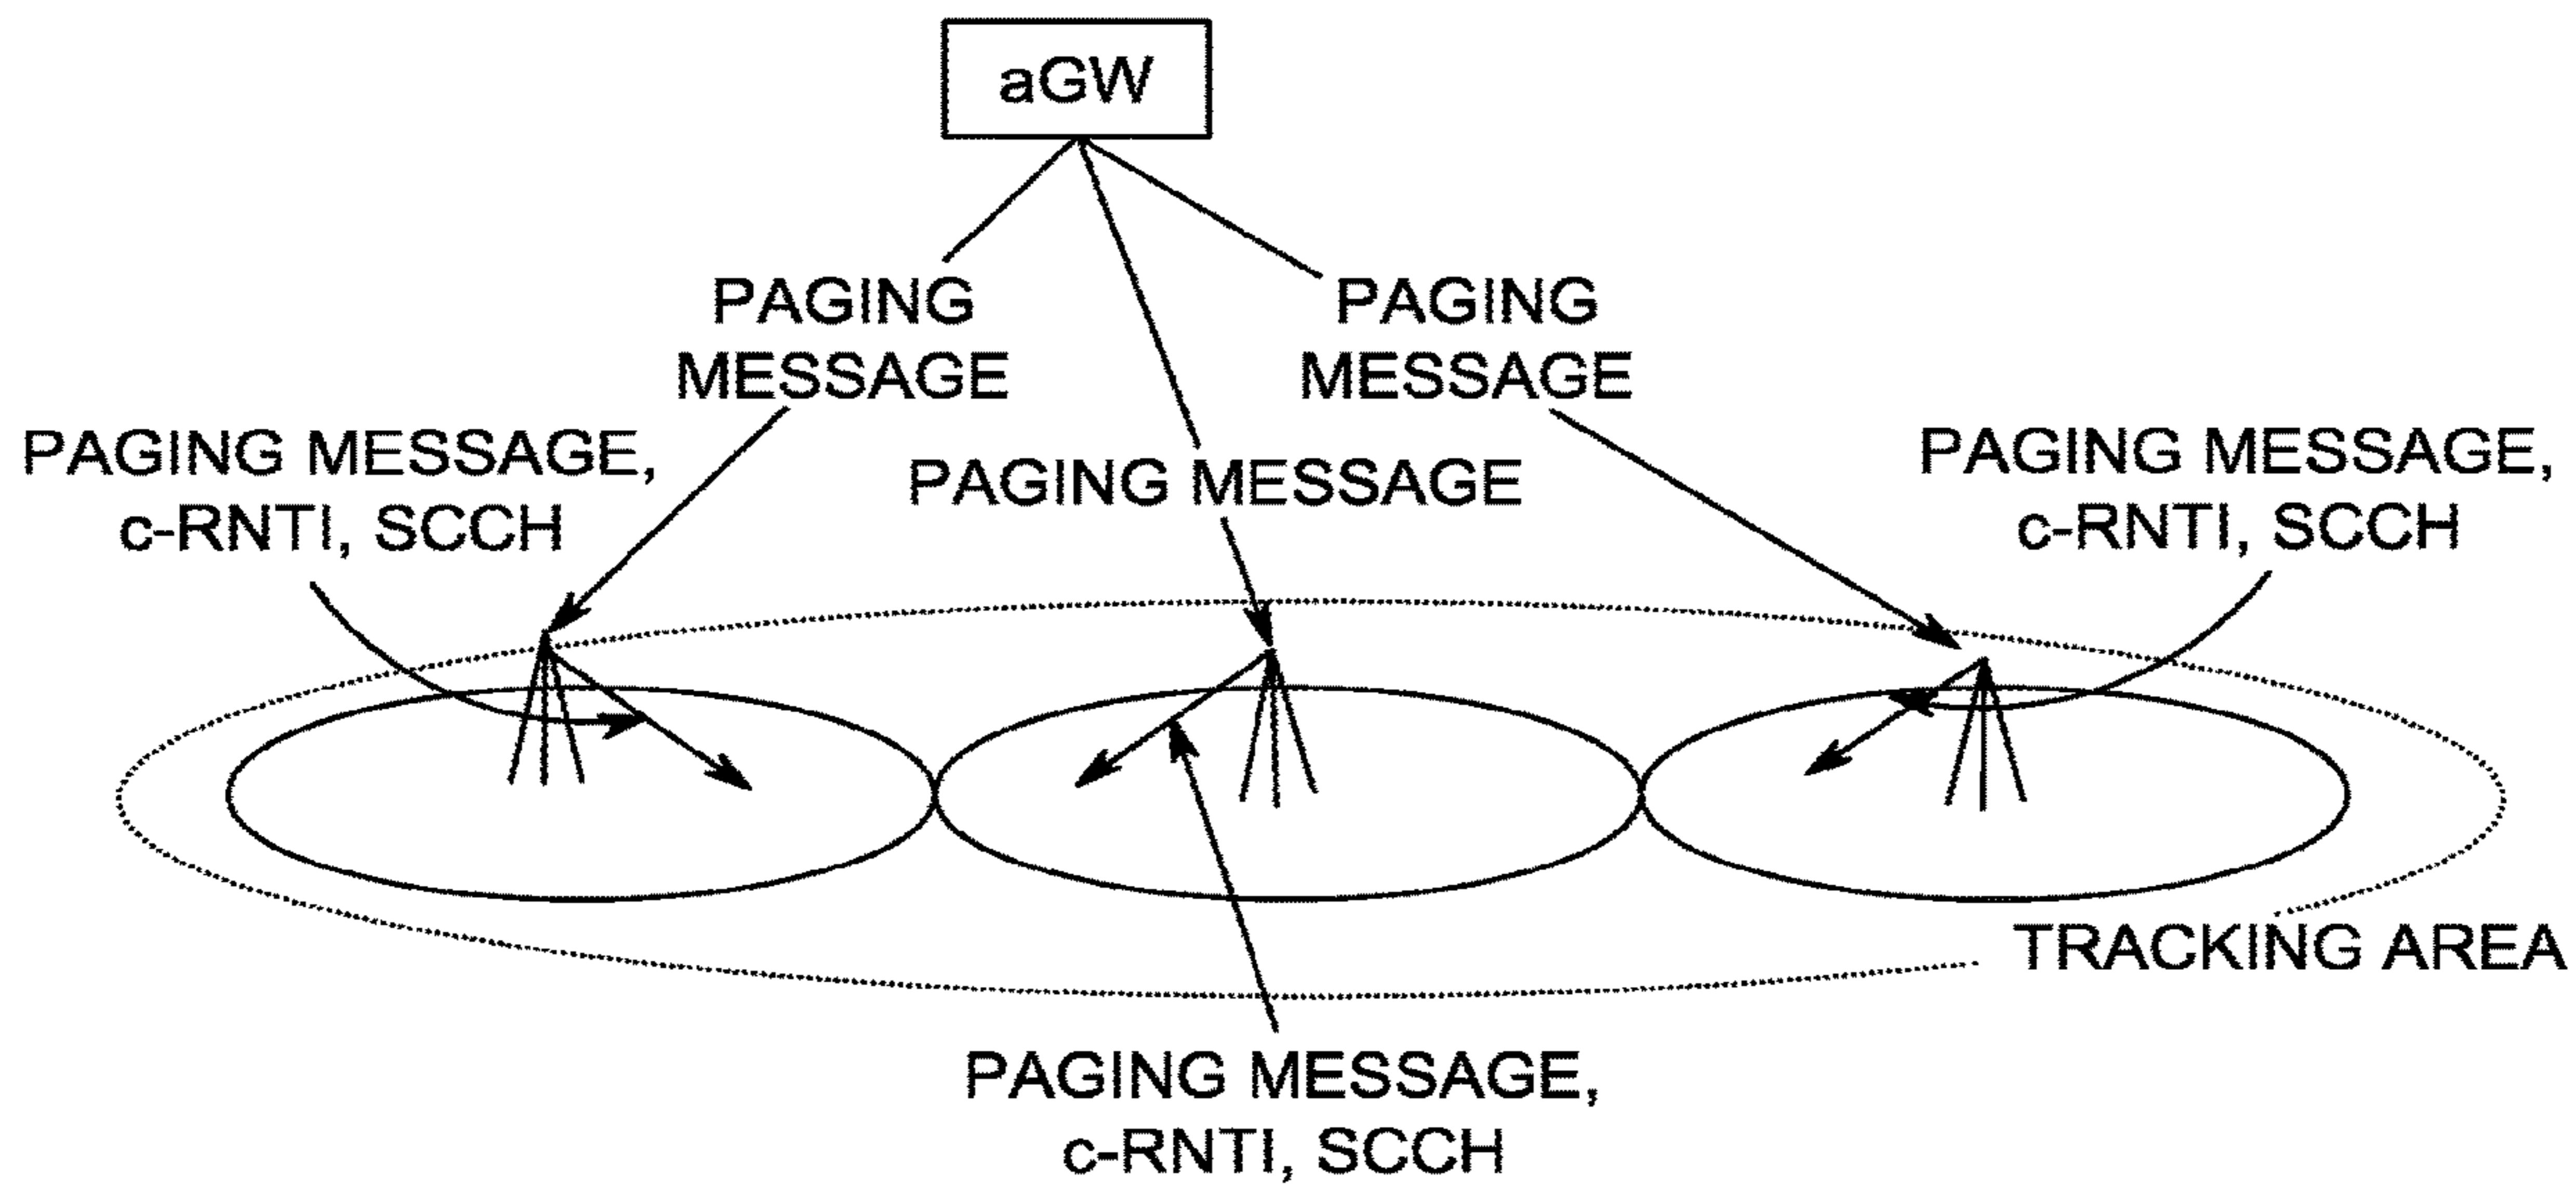 aGW
PAGING
MESSAGE
PAGING
MESSAGE
PAGING MESSAGE,
c-RNTI, SCCH
PAGING MESSAGE
PAGING MESSAGE,
c-RNTI, SCCH
TRACKING AREA
PAGING MESSAGE,
c-RNTI, SCCH